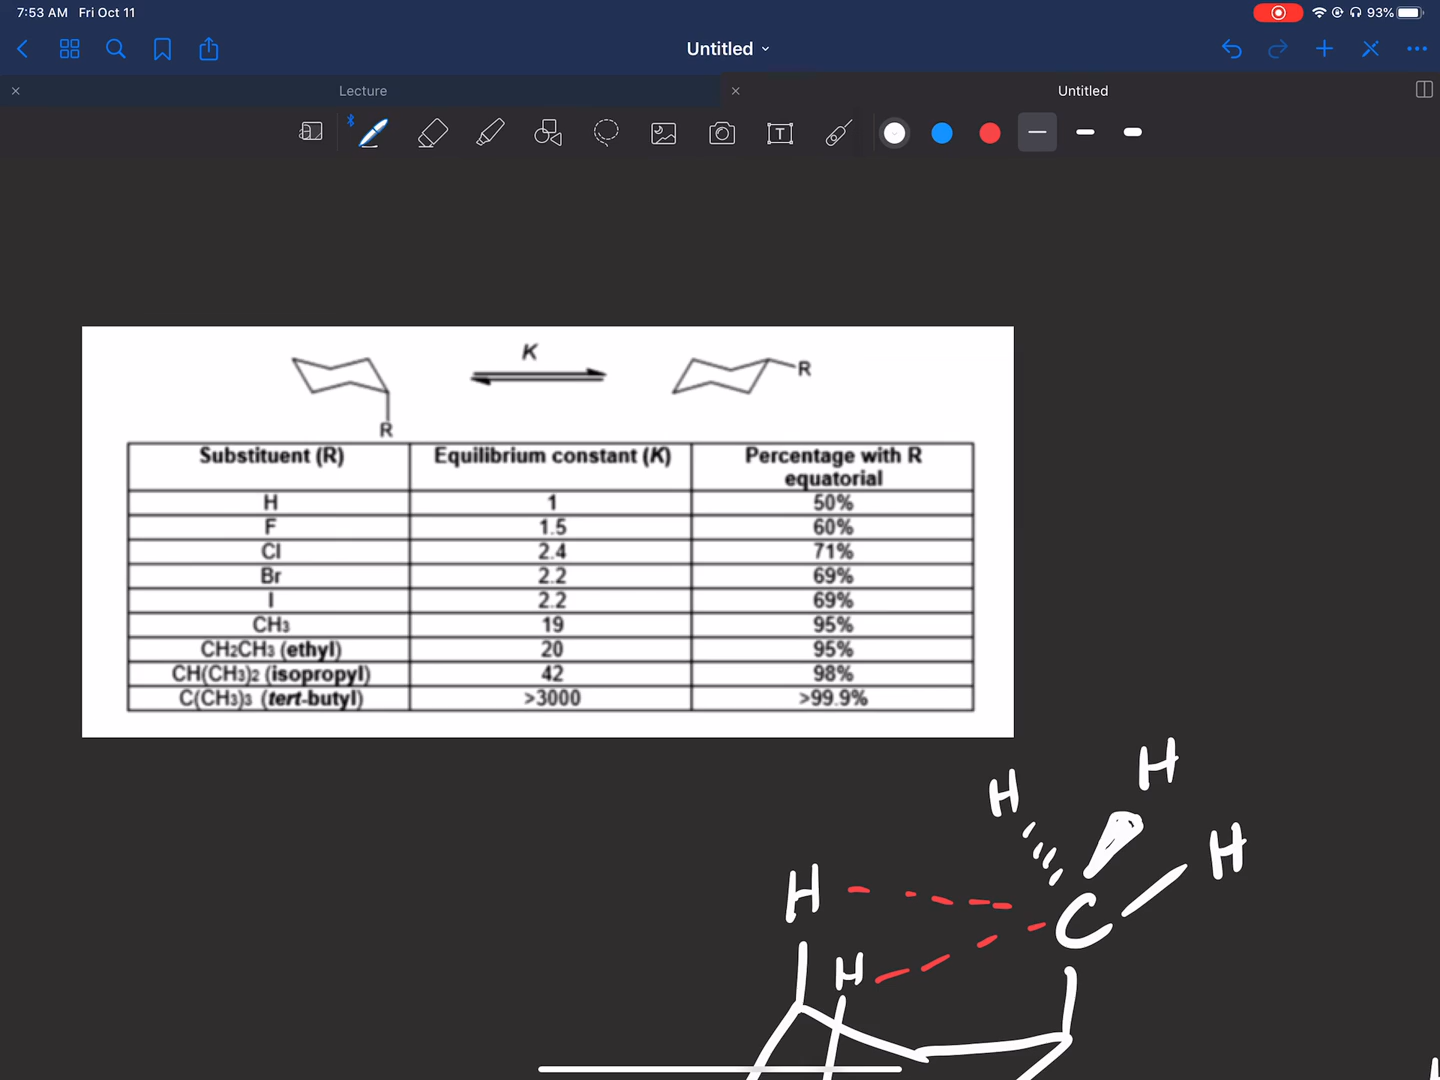 7:53 AM Fri Oct 11
93%
Untitled
Lecture
Untitled
T
K
R
R
Substituent (R) Equilibrium constant (K) Percentage with R equatorial
H 1 50%
F 1.5 60%
Cl 2.4 71%
Br 2.2 69%
I 2.2 69%
CH₃ 19 95%
CH₂CH₃ (ethyl) 20 95%
CH(CH₃)₂ (isopropyl) 42 98%
C(CH₃)₃ (tert-butyl) >3000 >99.9%
H
H
H
H
C
H